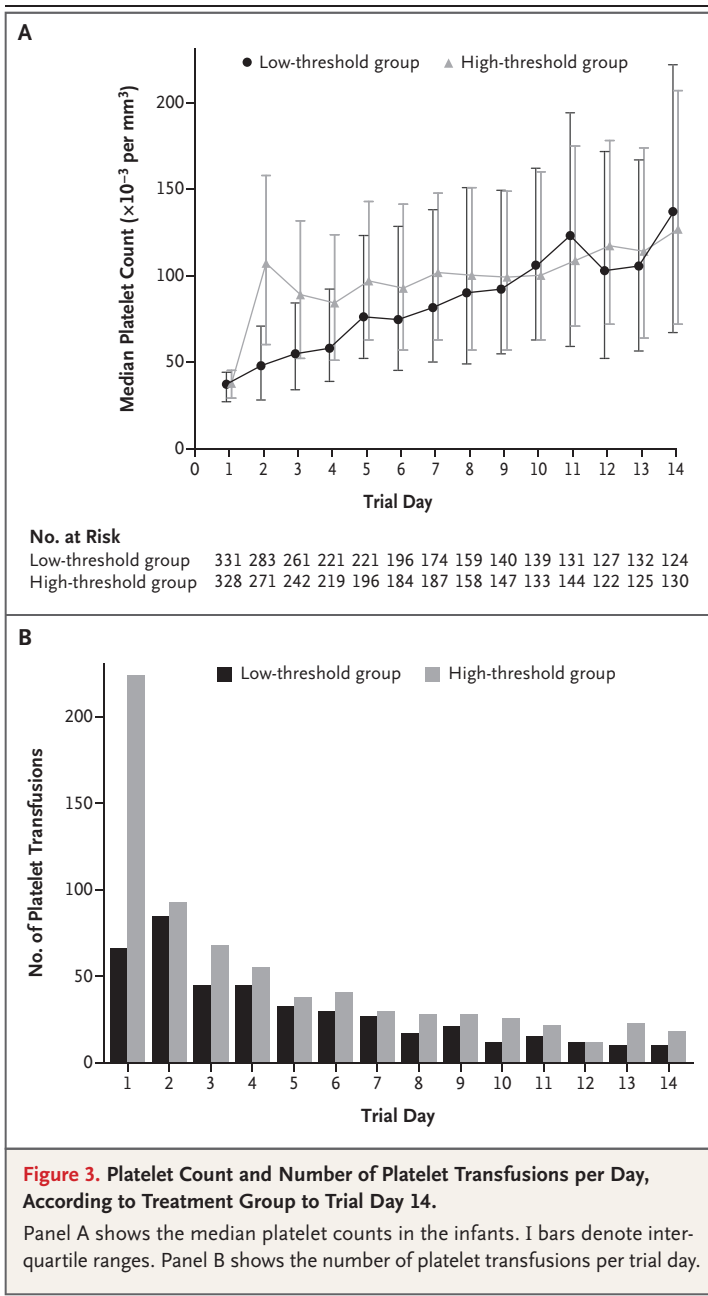 A
Low-threshold group
High-threshold group
Median Platelet Count (×10⁻³ per mm³)
200
150
100
50
0
0 1 2 3 4 5 6 7 8 9 10 11 12 13 14
Trial Day
No. at Risk
Low-threshold group 331 283 261 221 221 196 174 159 140 139 131 127 132 124
High-threshold group 328 271 242 219 196 184 187 158 147 133 144 122 125 130
B
Low-threshold group
High-threshold group
No. of Platelet Transfusions
200
150
100
50
0
1 2 3 4 5 6 7 8 9 10 11 12 13 14
Trial Day
Figure 3. Platelet Count and Number of Platelet Transfusions per Day,
According to Treatment Group to Trial Day 14.
Panel A shows the median platelet counts in the infants. I bars denote inter-
quartile ranges. Panel B shows the number of platelet transfusions per trial day.